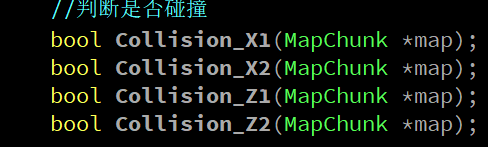 //判断是否碰撞
bool Collision_X1(MapChunk *map);
bool Collision_X2(MapChunk *map);
bool Collision_Z1(MapChunk *map);
bool Collision_Z2(MapChunk *map);